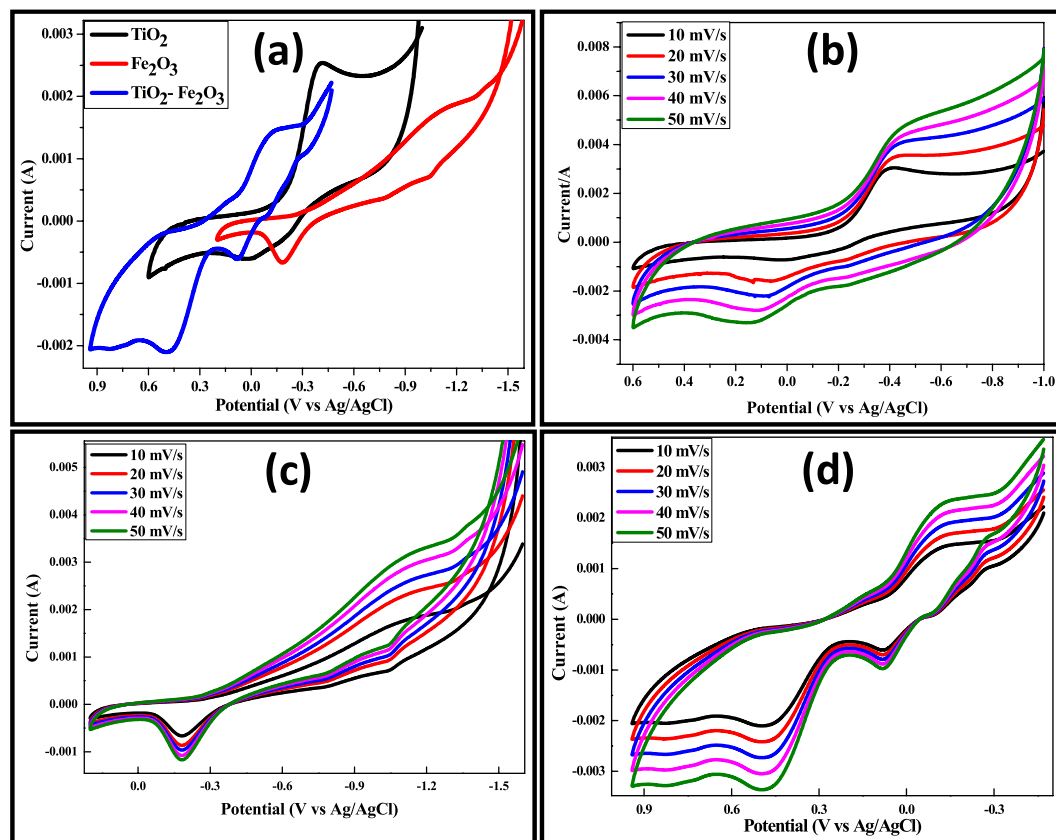 (a)
TiO2
Fe2O3
TiO2- Fe2O3
0.003
0.002
0.001
0.000
-0.001
-0.002
Current (A)
0.9 0.6 0.3 0.0 -0.3 -0.6 -0.9 -1.2 -1.5
Potential (V vs Ag/AgCl)
(b)
10 mV/s
20 mV/s
30 mV/s
40 mV/s
50 mV/s
0.008
0.006
0.004
0.002
0.000
-0.002
-0.004
Current/A
0.6 0.4 0.2 0.0 -0.2 -0.4 -0.6 -0.8 -1.0
Potential (V vs Ag/AgCl)
(c)
10 mV/s
20 mV/s
30 mV/s
40 mV/s
50 mV/s
0.005
0.004
0.003
0.002
0.001
0.000
-0.001
Current (A)
0.0 -0.3 -0.6 -0.9 -1.2 -1.5
Potential (V vs Ag/AgCl)
(d)
10 mV/s
20 mV/s
30 mV/s
40 mV/s
50 mV/s
0.003
0.002
0.001
0.000
-0.001
-0.002
-0.003
Current (A)
0.9 0.6 0.3 0.0 -0.3
Potential (V vs Ag/AgCl)